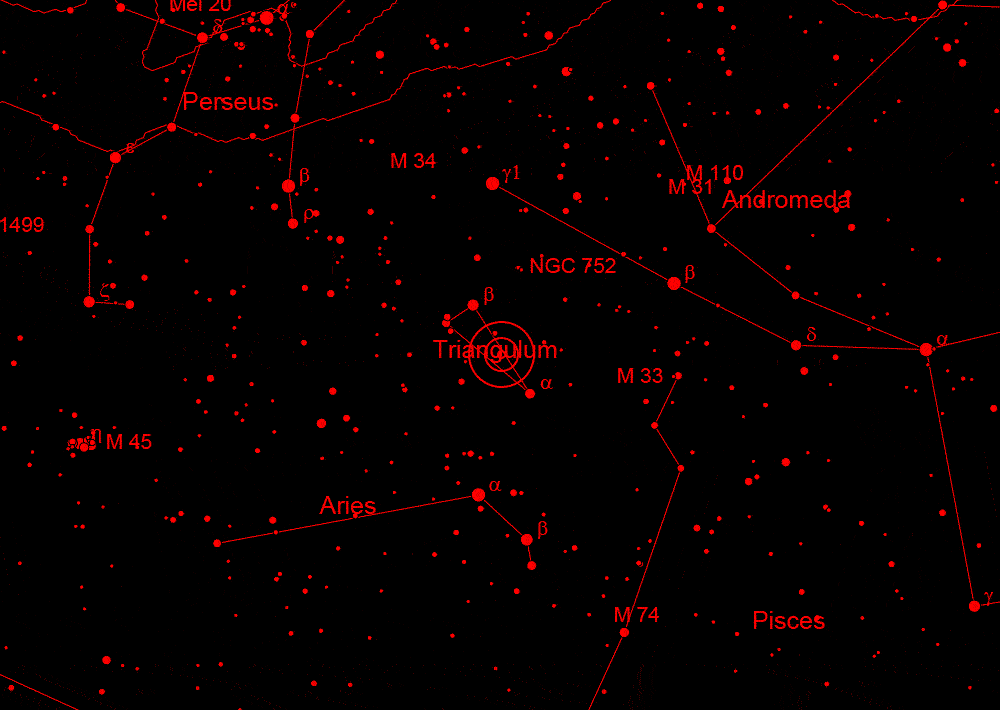 Mel 20
α
δ
Perseus
ε
M 34
β
γ1
M 110
M 31
Andromeda
ρ
1499
NGC 752
β
ζ
β
δ
α
Triangulum
M 33
α
η
M 45
α
Aries
β
γ
M 74
Pisces